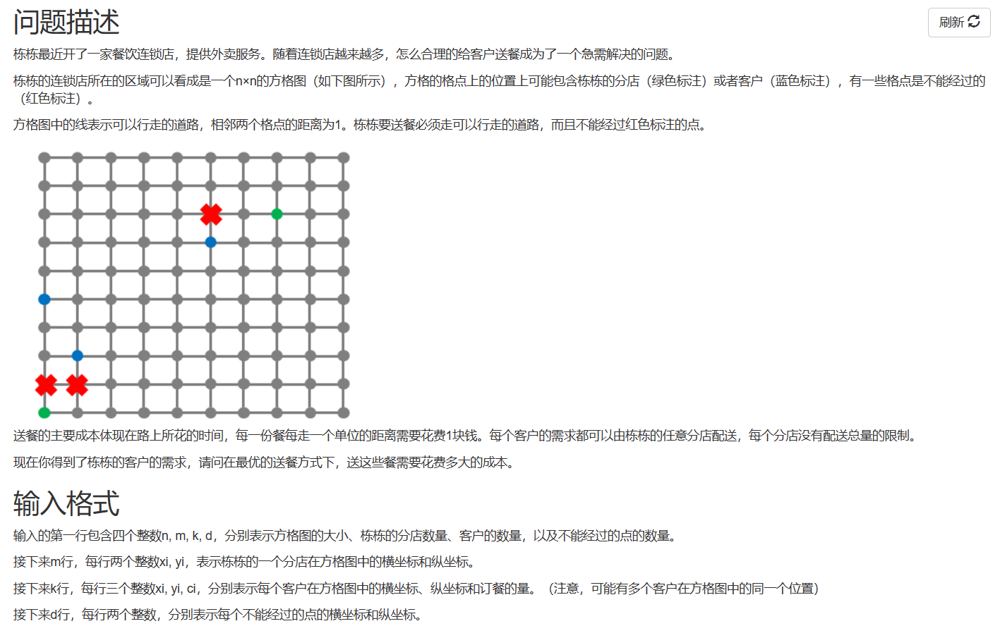 问题描述
刷新
栋栋最近开了一家餐饮连锁店，提供外卖服务。随着连锁店越来越多，怎么合理的给客户送餐成为了一个急需解决的问题。
栋栋的连锁店所在的区域可以看成是一个n×n的方格图（如下图所示），方格的格点上的位置上可能包含栋栋的分店（绿色标注）或者客户（蓝色标注），有一些格点是不能经过的
（红色标注）。
方格图中的线表示可以行走的道路，相邻两个格点的距离为1。栋栋要送餐必须走可以行走的道路，而且不能经过红色标注的点。
送餐的主要成本体现在路上所花的时间，每一份餐每走一个单位的距离需要花费1块钱。每个客户的需求都可以由栋栋的任意分店配送，每个分店没有配送总量的限制。
现在你得到了栋栋的客户的需求，请问在最优的送餐方式下，送这些餐需要花费多大的成本。
输入格式
输入的第一行包含四个整数n, m, k, d，分别表示方格图的大小、栋栋的分店数量、客户的数量，以及不能经过的点的数量。
接下来m行，每行两个整数xi, yi，表示栋栋的一个分店在方格图中的横坐标和纵坐标。
接下来k行，每行三个整数xi, yi, ci，分别表示每个客户在方格图中的横坐标、纵坐标和订餐的量。（注意，可能有多个客户在方格图中的同一个位置）
接下来d行，每行两个整数，分别表示每个不能经过的点的横坐标和纵坐标。